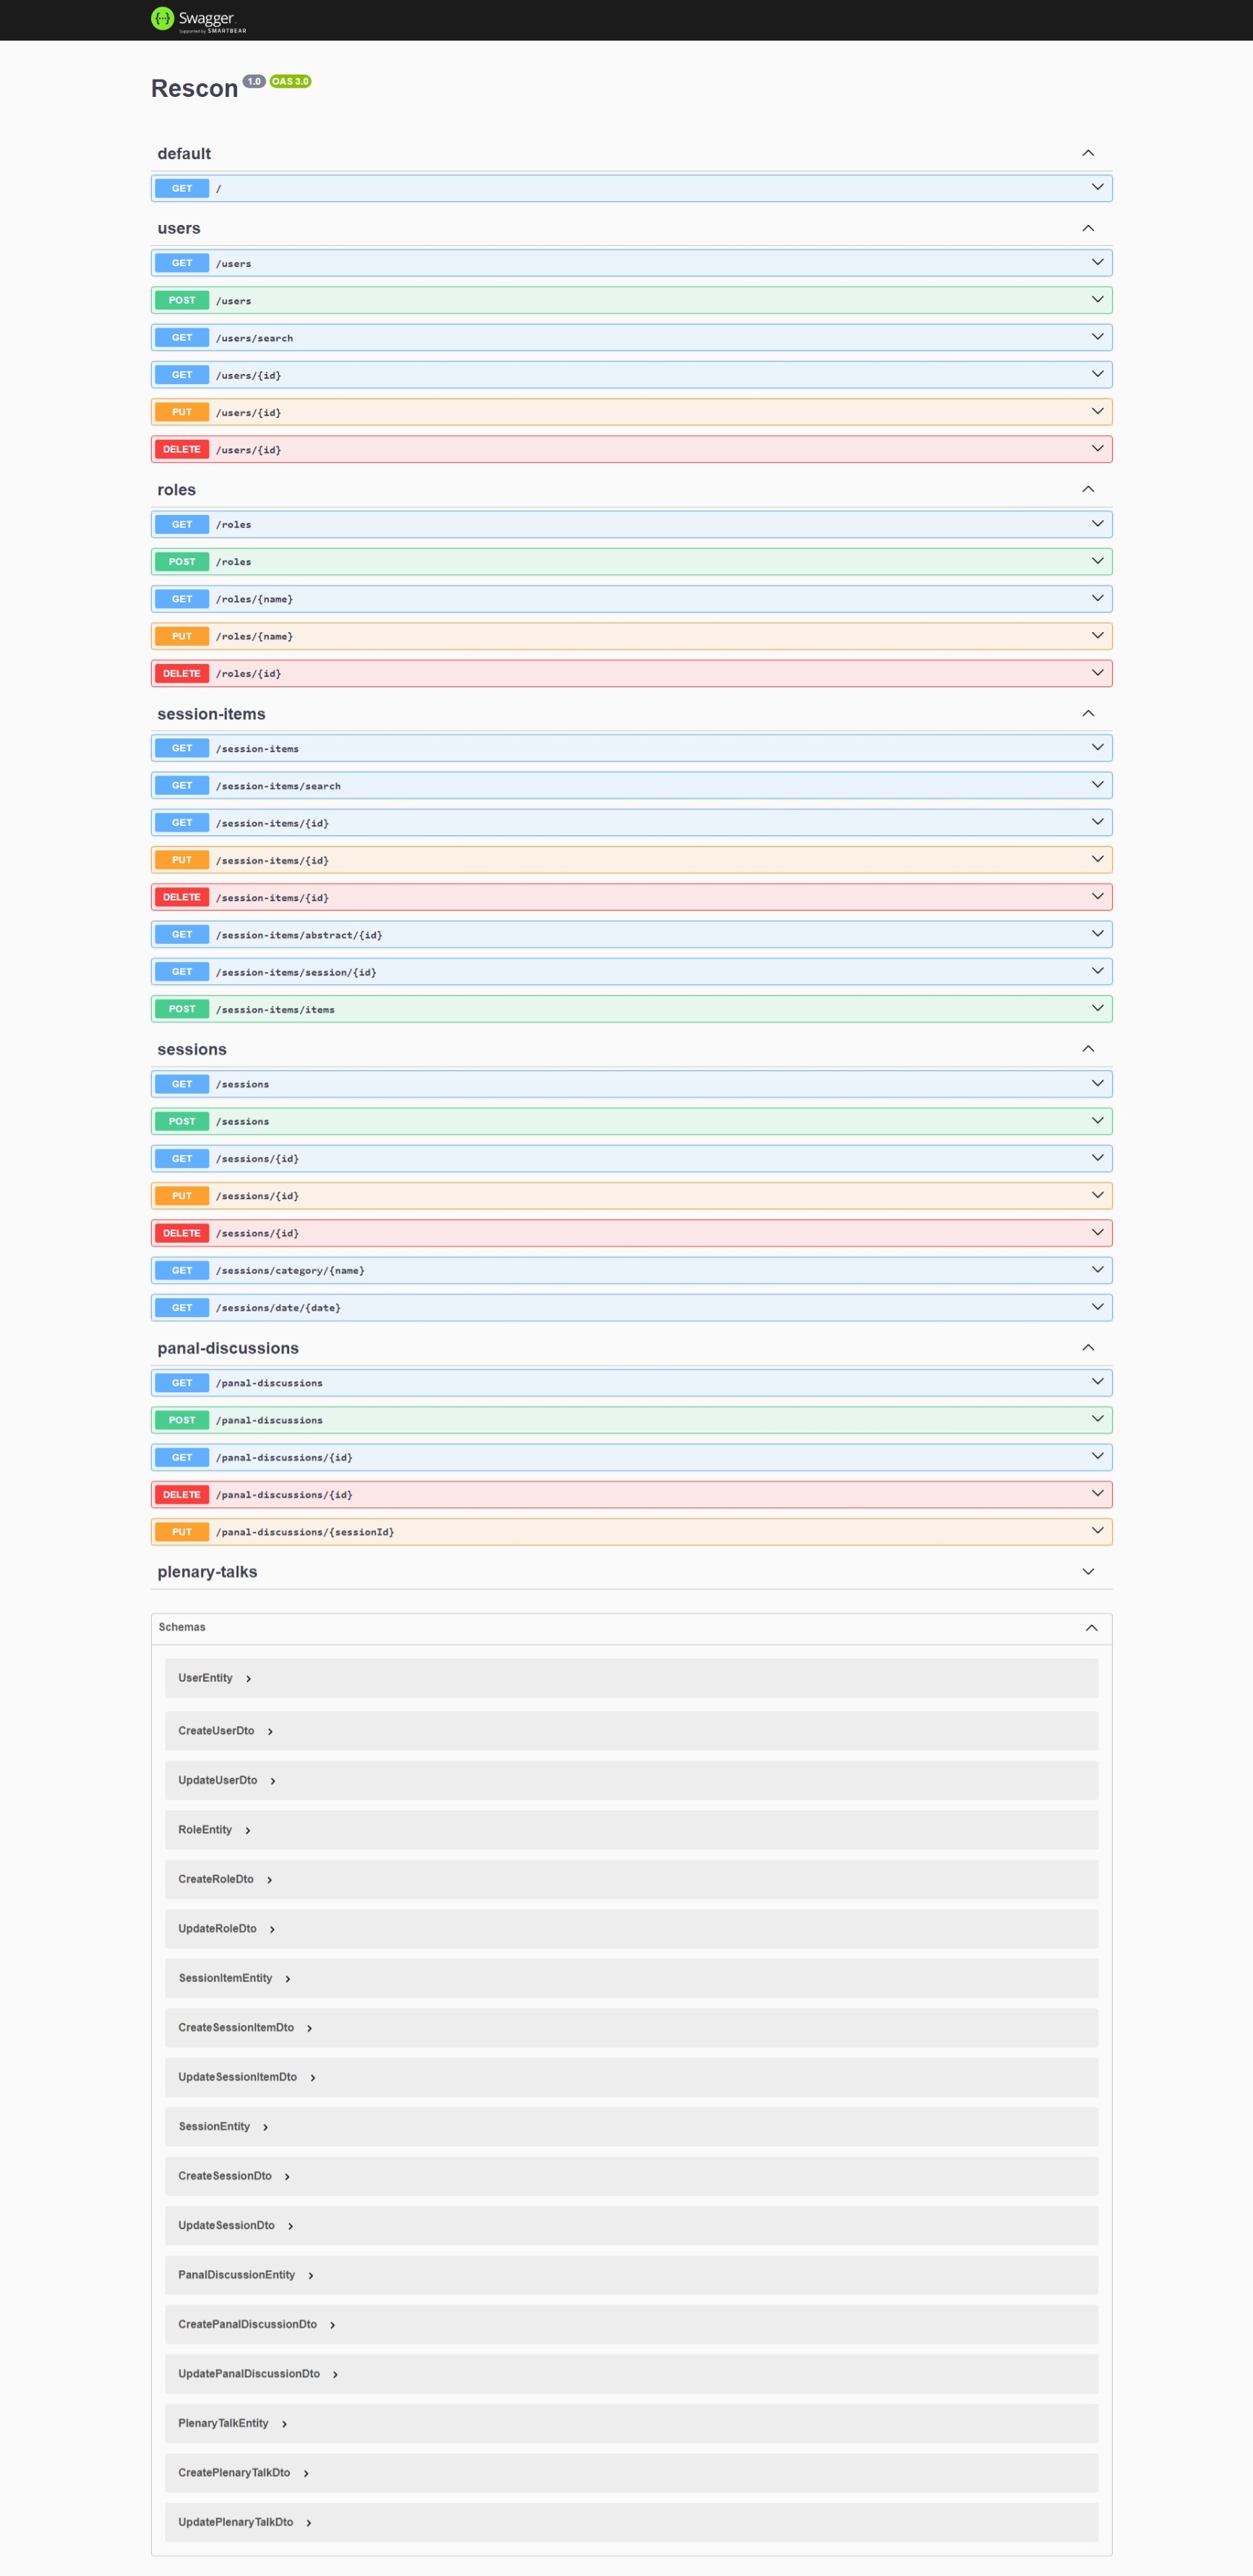 Swagger
Supported by SMARTBEAR
Rescon 1.0 OAS 3.0
default
GET /
users
GET /users
POST /users
GET /users/search
GET /users/{id}
PUT /users/{id}
DELETE /users/{id}
roles
GET /roles
POST /roles
GET /roles/{name}
PUT /roles/{name}
DELETE /roles/{id}
session-items
GET /session-items
GET /session-items/search
GET /session-items/{id}
PUT /session-items/{id}
DELETE /session-items/{id}
GET /session-items/abstract/{id}
GET /session-items/session/{id}
POST /session-items/items
sessions
GET /sessions
POST /sessions
GET /sessions/{id}
PUT /sessions/{id}
DELETE /sessions/{id}
GET /sessions/category/{name}
GET /sessions/date/{date}
panal-discussions
GET /panal-discussions
POST /panal-discussions
GET /panal-discussions/{id}
DELETE /panal-discussions/{id}
PUT /panal-discussions/{sessionId}
plenary-talks
Schemas
UserEntity
CreateUserDto
UpdateUserDto
RoleEntity
CreateRoleDto
UpdateRoleDto
SessionItemEntity
CreateSessionItemDto
UpdateSessionItemDto
SessionEntity
CreateSessionDto
UpdateSessionDto
PanalDiscussionEntity
CreatePanalDiscussionDto
UpdatePanalDiscussionDto
PlenaryTalkEntity
CreatePlenaryTalkDto
UpdatePlenaryTalkDto